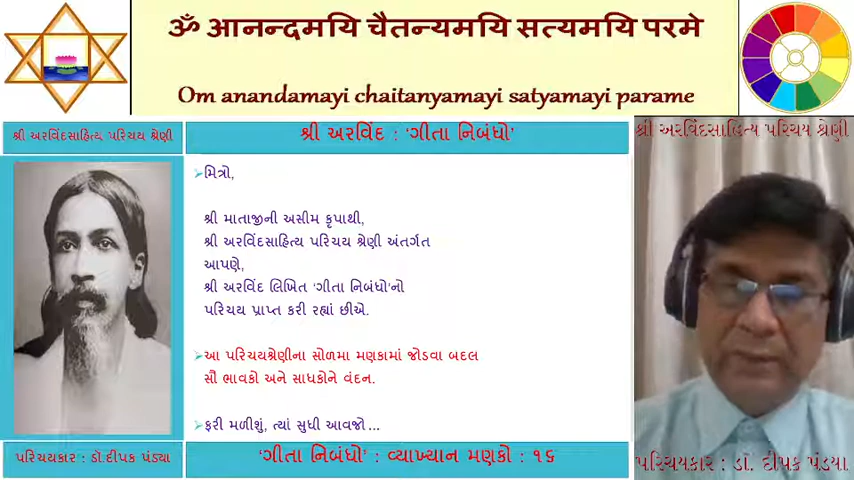 ॐ आनन्दमयि चैतन्यमयि सत्यमयि परमे
Om anandamayi chaitanyamayi satyamayi parame
શ્રી અરવિંદસાહિત્ય પરિચય શ્રેણી
શ્રી અરવિંદ : ‘ગીતા નિબંધો’
શ્રી અરવિંદસાહિત્ય પરિચય શ્રેણી
મિત્રો,
શ્રી માતાજીની અસીમ કૃપાથી,
શ્રી અરવિંદસાહિત્ય પરિચય શ્રેણી અંતર્ગત
આપણે,
શ્રી અરવિંદ લિખિત ‘ગીતા નિબંધો’નો
પરિચય પ્રાપ્ત કરી રહ્યાં છીએ.
આ પરિચયશ્રેણીના સોળમા મણકામાં જોડવા બદલ
સૌ ભાવકો અને સાધકોને વંદન.
ફરી મળીશું, ત્યાં સુધી આવજો ...
પરિચયકાર : ડૉ.દીપક પંડ્યા
‘ગીતા નિબંધો’ : વ્યાખ્યાન મણકો : ૧૬
પરિચયકાર : ડૉ. દીપક પંડયા